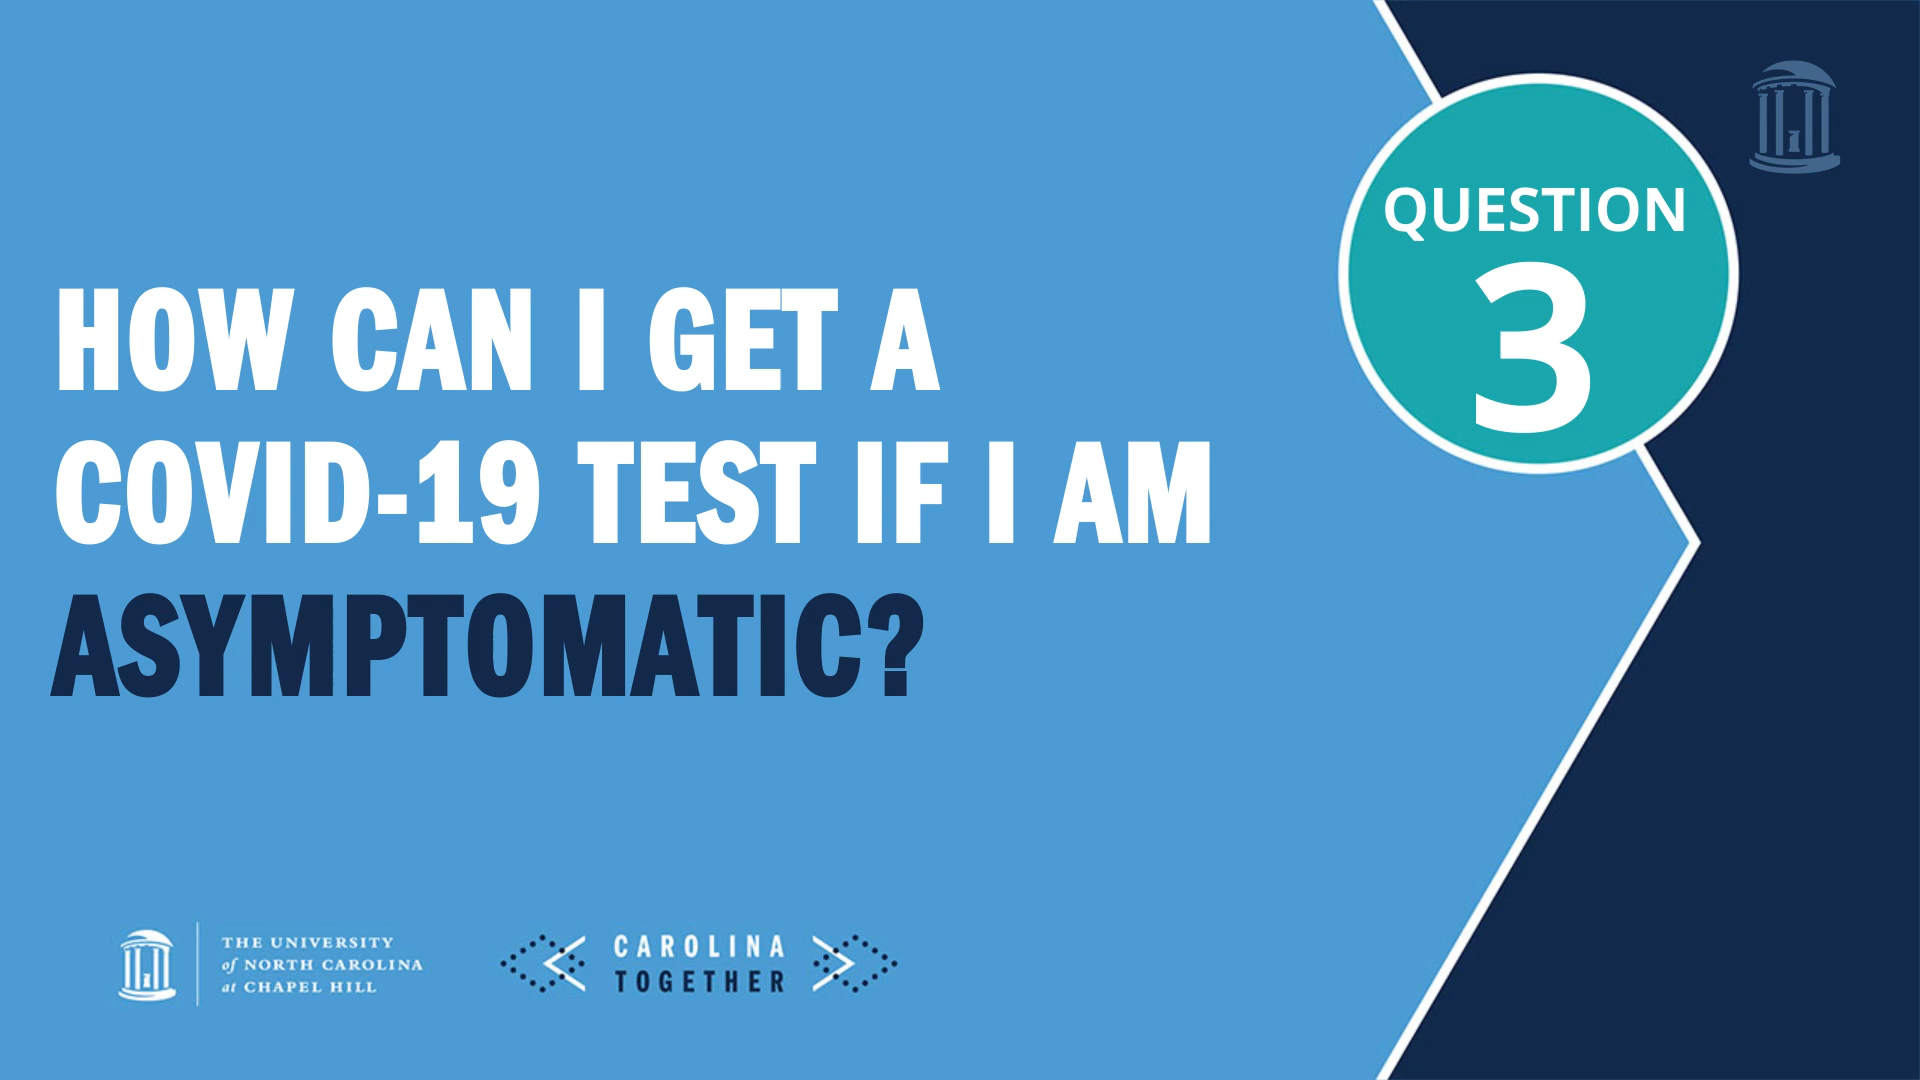 QUESTION
3
HOW CAN I GET A
COVID-19 TEST IF I AM
ASYMPTOMATIC?
THE UNIVERSITY
of NORTH CAROLINA
at CHAPEL HILL
CAROLINA
TOGETHER